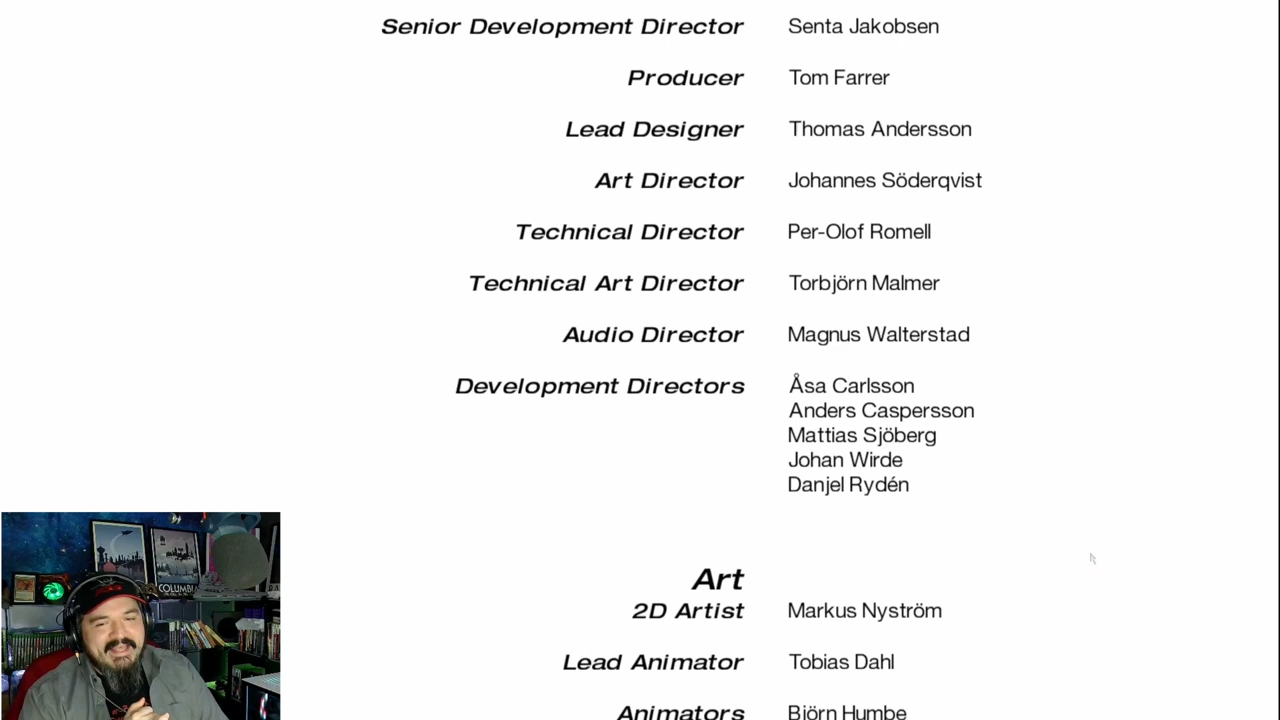 Senior Development Director Senta Jakobsen
Producer Tom Farrer
Lead Designer Thomas Andersson
Art Director Johannes Söderqvist
Technical Director Per-Olof Romell
Technical Art Director Torbjörn Malmer
Audio Director Magnus Walterstad
Development Directors Åsa Carlsson
Anders Caspersson
Mattias Sjöberg
Johan Wirde
Danjel Rydén
Art
2D Artist Markus Nyström
Lead Animator Tobias Dahl
Animators Björn Humbe
COLUMBIA